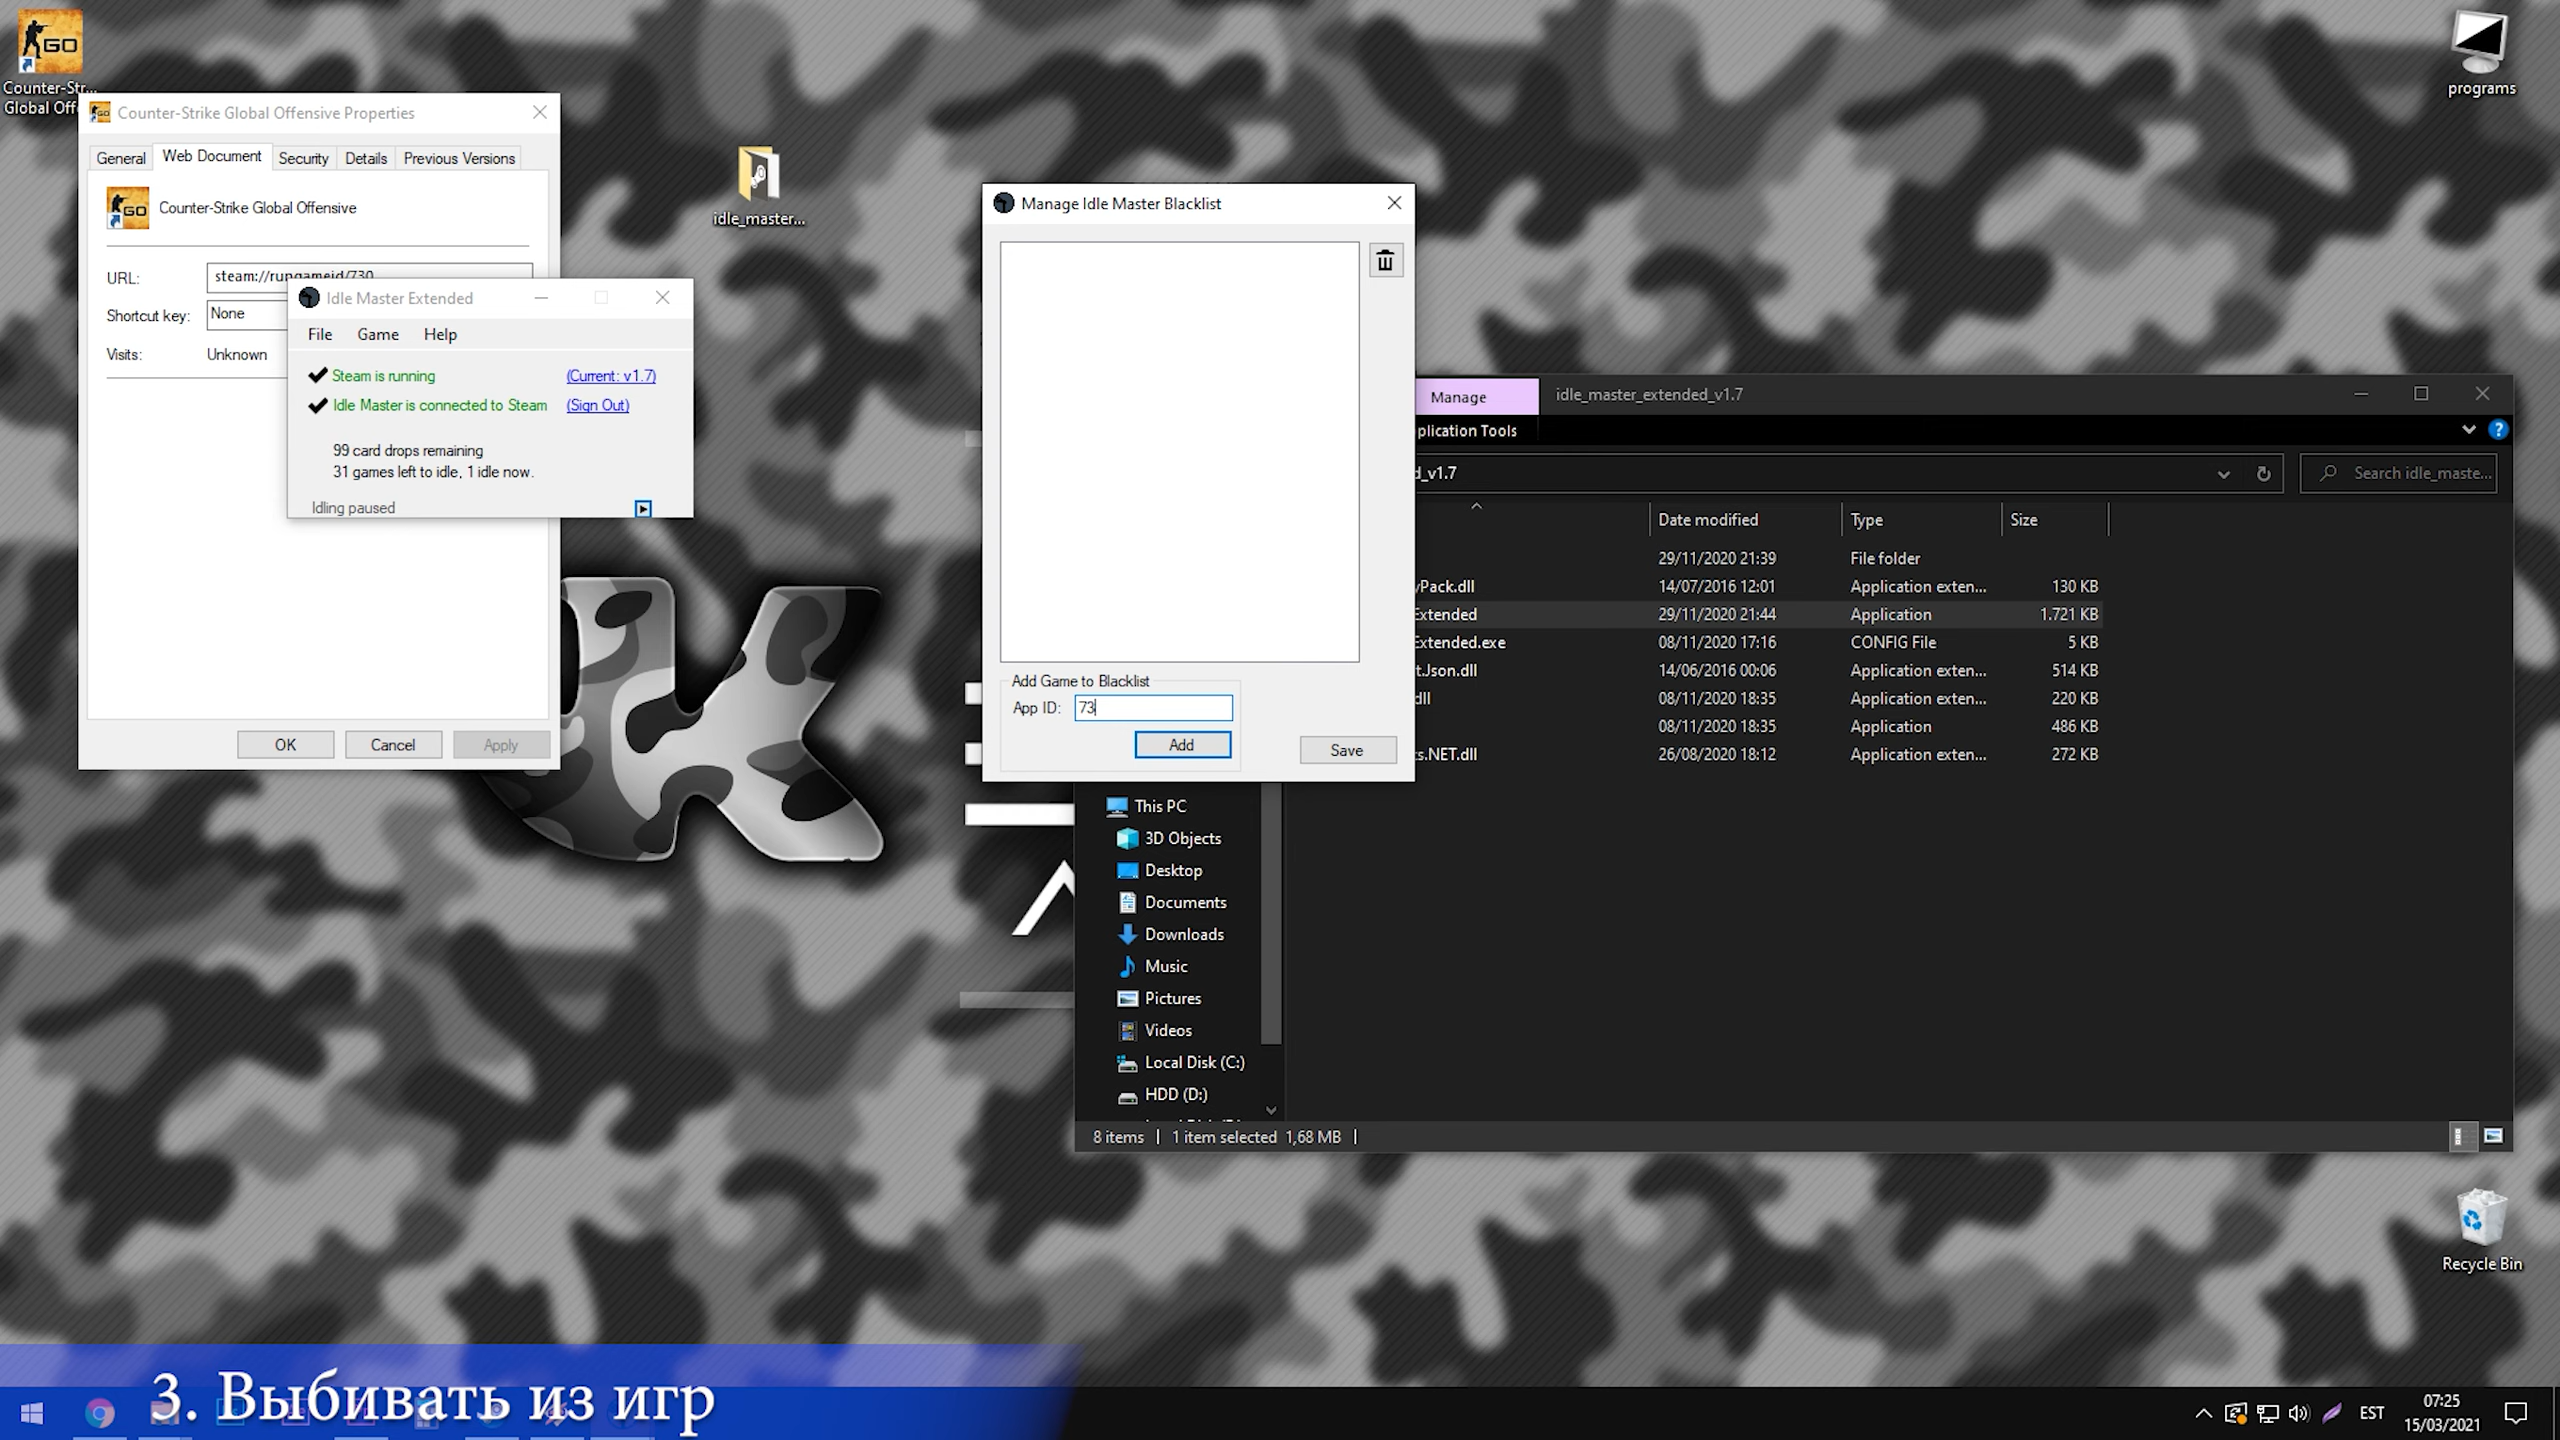 GO
Counter-Str...
Global Off
programs
Counter-Strike Global Offensive Properties
General
Web Document
Security
Details
Previous Versions
GO
Counter-Strike Global Offensive
URL:
steam://rungameid/730
Shortcut key:
None
Visits:
Unknown
OK
Cancel
Apply
idle_master...
Idle Master Extended
File
Game
Help
Steam is running
(Current: v1.7)
Idle Master is connected to Steam
(Sign Out)
99 card drops remaining
31 games left to idle, 1 idle now.
Idling paused
Manage Idle Master Blacklist
Add Game to Blacklist
App ID:
73
Add
Save
Manage
idle_master_extended_v1.7
plication Tools
d_v1.7
Search idle_maste...
Date modified
Type
Size
29/11/2020 21:39
File folder
yPack.dll
14/07/2016 12:01
Application exten...
130 KB
Extended
29/11/2020 21:44
Application
1.721 KB
Extended.exe
08/11/2020 17:16
CONFIG File
5 KB
t.Json.dll
14/06/2016 00:06
Application exten...
514 KB
dll
08/11/2020 18:35
Application exten...
220 KB
08/11/2020 18:35
Application
486 KB
s.NET.dll
26/08/2020 18:12
Application exten...
272 KB
This PC
3D Objects
Desktop
Documents
Downloads
Music
Pictures
Videos
Local Disk (C:)
HDD (D:)
8 items
1 item selected 1,68 MB
K
Recycle Bin
3. Выбивать из игр
EST
07:25
15/03/2021